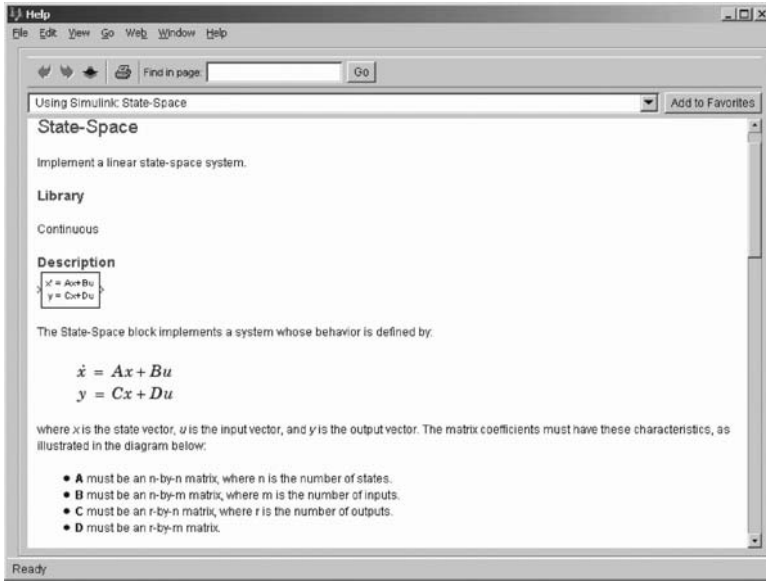 Help
File Edit View Go Web Window Help
Find in page: Go
Using Simulink: State-Space Add to Favorites
State-Space
Implement a linear state-space system.
Library
Continuous
Description
x' = Ax+Bu
y = Cx+Du
The State-Space block implements a system whose behavior is defined by:
ẋ = Ax + Bu
y = Cx + Du
where x is the state vector, u is the input vector, and y is the output vector. The matrix coefficients must have these characteristics, as
illustrated in the diagram below:
• A must be an n-by-n matrix, where n is the number of states.
• B must be an n-by-m matrix, where m is the number of inputs.
• C must be an r-by-n matrix, where r is the number of outputs.
• D must be an r-by-m matrix.
Ready